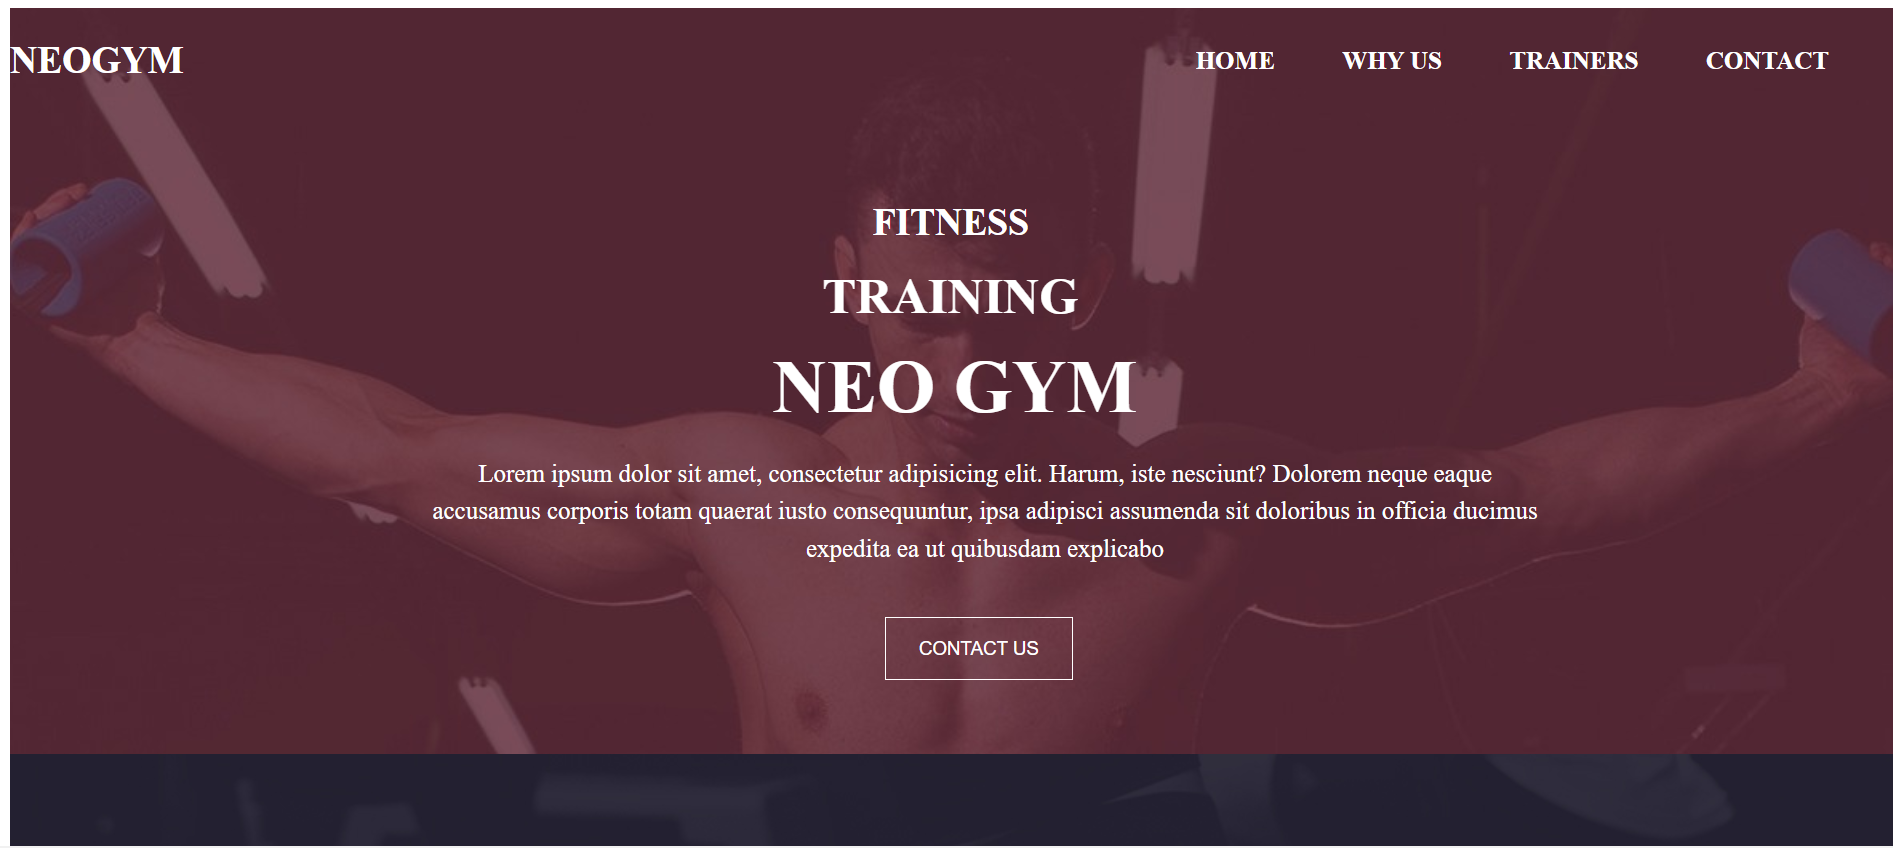 NEOGYM
HOME WHY US TRAINERS CONTACT
FITNESS
TRAINING
NEO GYM
Lorem ipsum dolor sit amet, consectetur adipisicing elit. Harum, iste nesciunt? Dolorem neque eaque
accusamus corporis totam quaerat iusto consequuntur, ipsa adipisci assumenda sit doloribus in officia ducimus
expedita ea ut quibusdam explicabo
CONTACT US